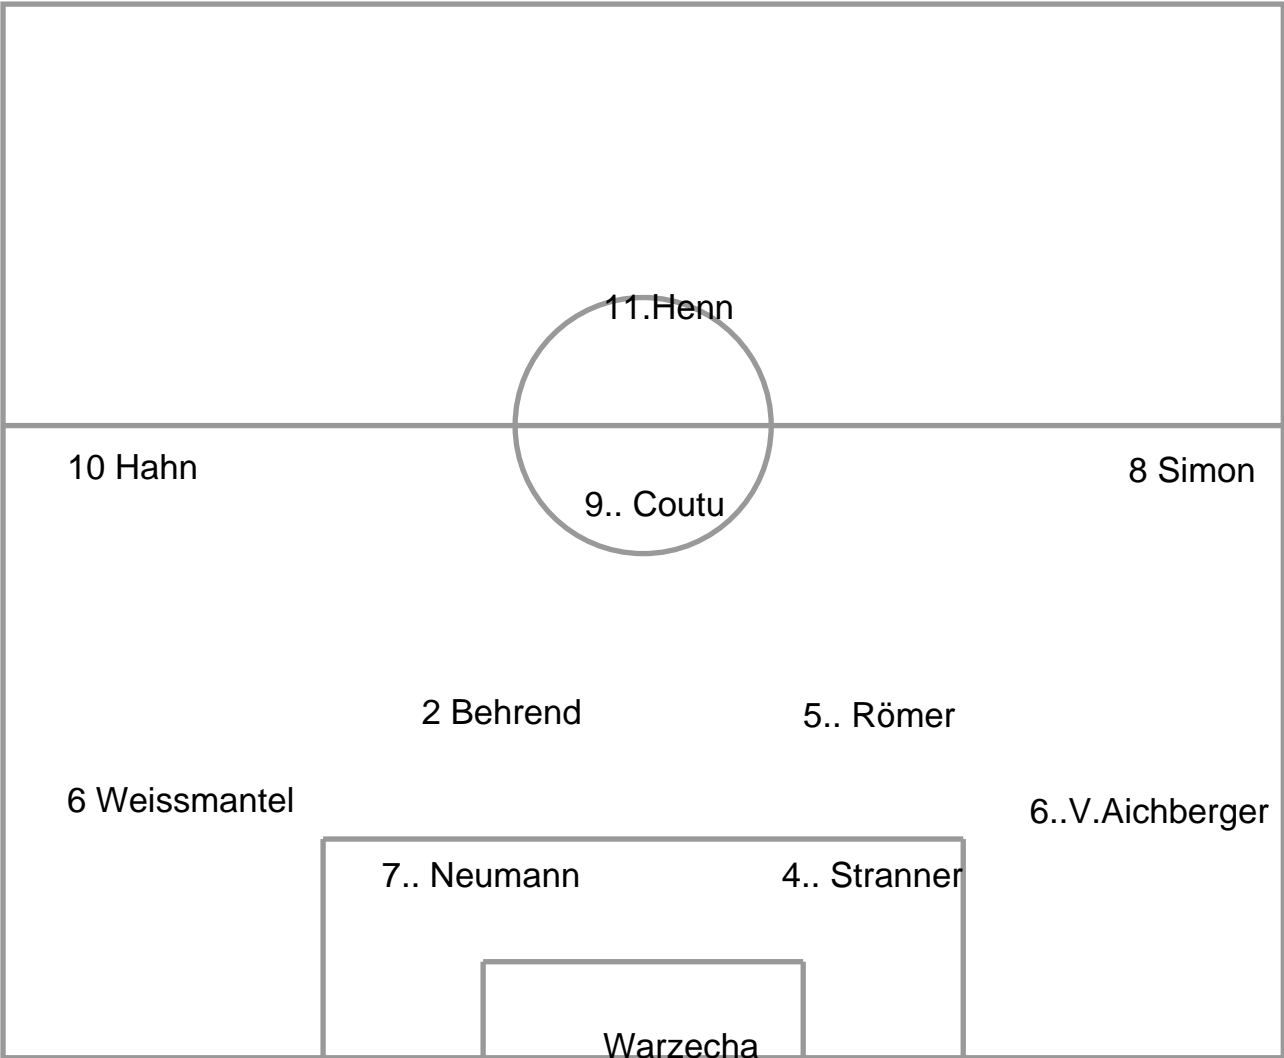 11.Henn
10 Hahn
8 Simon
9.. Coutu
2 Behrend
5.. Römer
6 Weissmantel
6..V.Aichberger
7.. Neumann
4.. Stranner
Warzecha